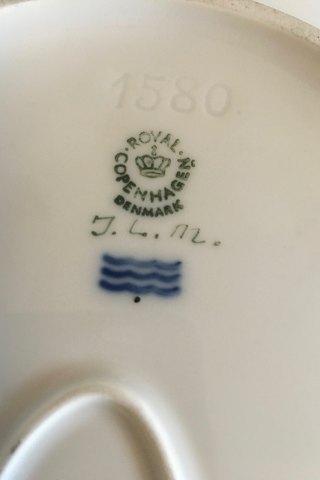 1580
ROYAL
COPENHAGEN
DENMARK
J. L. M.